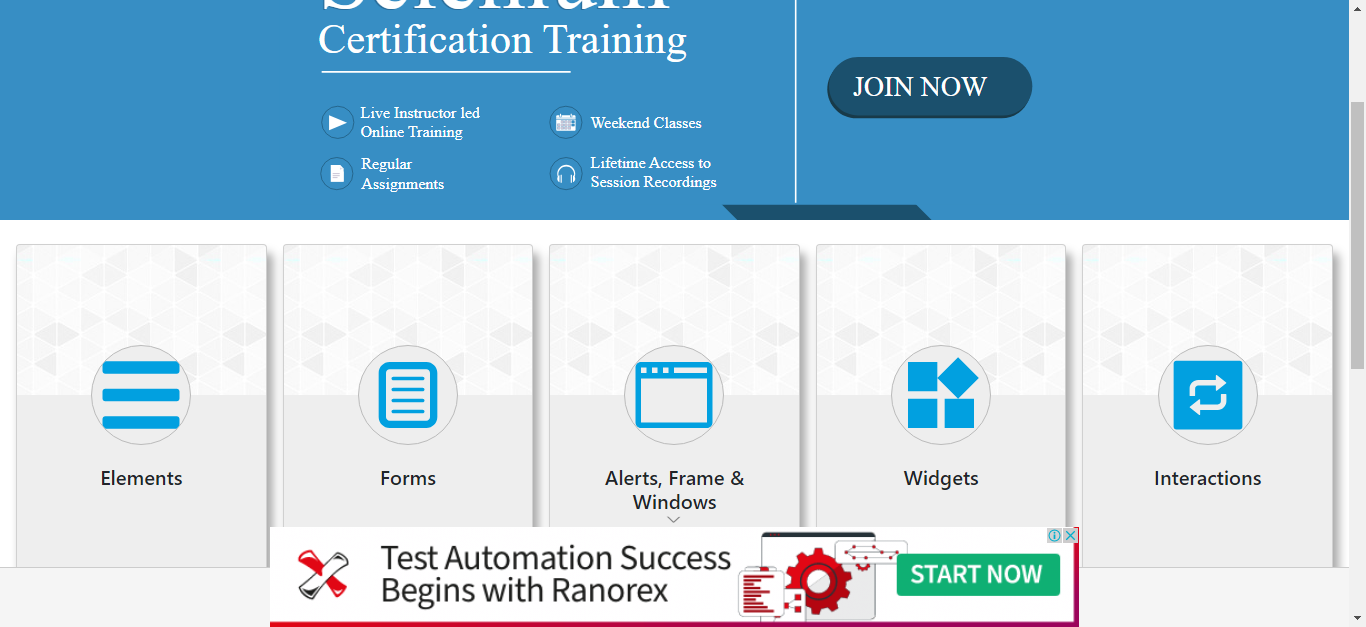 Selenium
Certification Training
JOIN NOW
Live Instructor led
Online Training
Weekend Classes
Regular
Assignments
Lifetime Access to
Session Recordings
Elements
Forms
Alerts, Frame &
Windows
Widgets
Interactions
Test Automation Success
Begins with Ranorex
START NOW